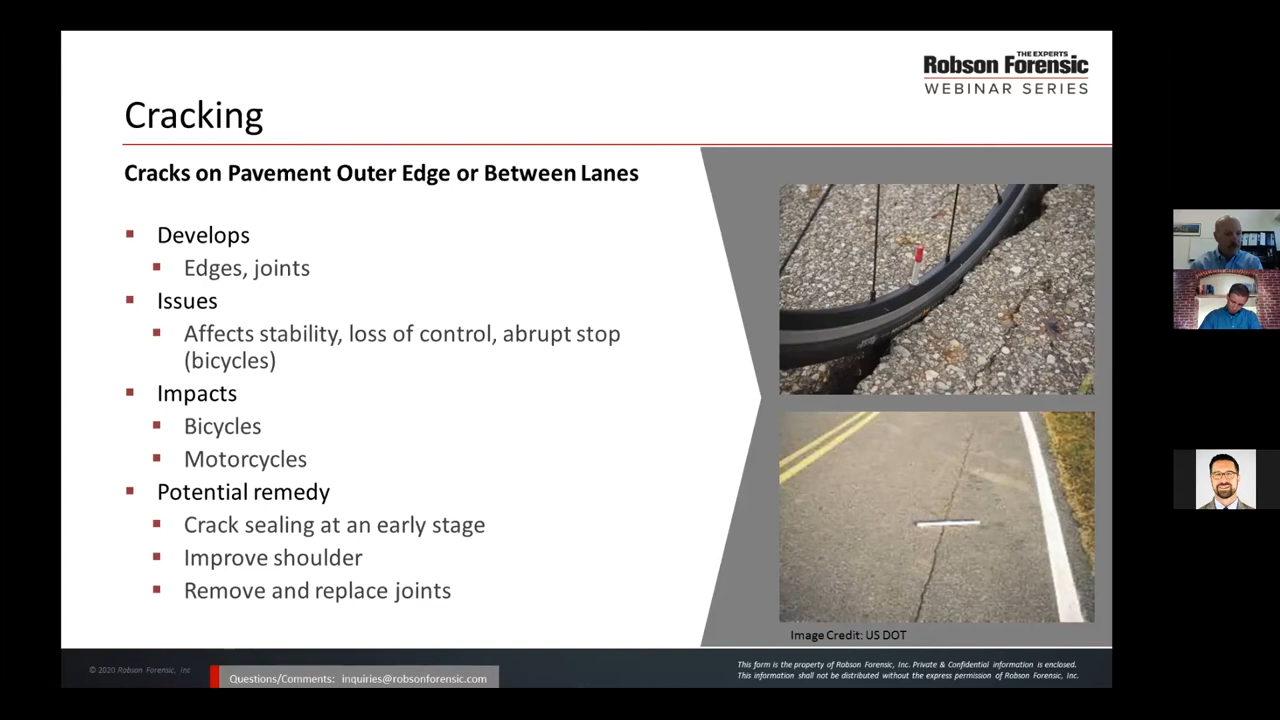 THE EXPERTS
Robson Forensic
WEBINAR SERIES
Cracking
Cracks on Pavement Outer Edge or Between Lanes
Develops
Edges, joints
Issues
Affects stability, loss of control, abrupt stop
(bicycles)
Impacts
Bicycles
Motorcycles
Potential remedy
Crack sealing at an early stage
Improve shoulder
Remove and replace joints
Image Credit: US DOT
© 2020 Robson Forensic, Inc
Questions/Comments: inquiries@robsonforensic.com
This form is the property of Robson Forensic, Inc. Private & Confidential information is enclosed.
This information shall not be distributed without the express permission of Robson Forensic, Inc.